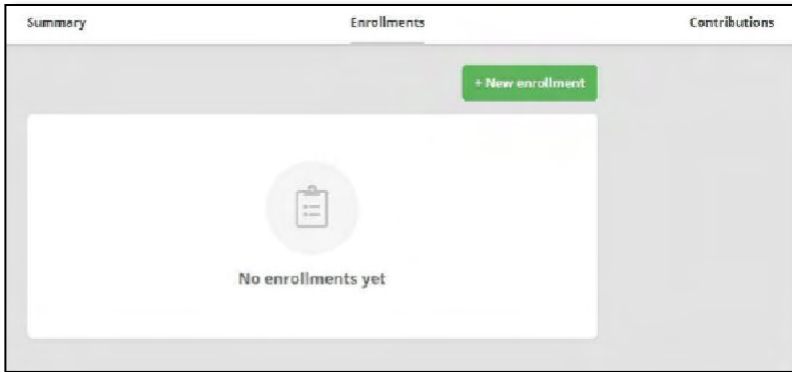 Summary
Enrollments
Contributions
+ New enrollment
No enrollments yet